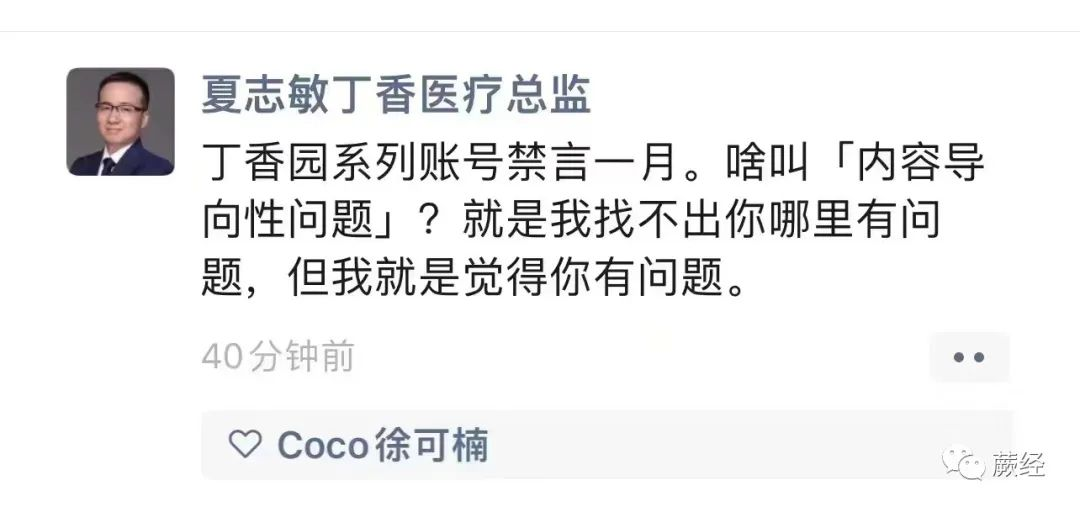 夏志敏丁香医疗总监
丁香园系列账号禁言一月。啥叫「内容导
向性问题」？就是我找不出你哪里有问
题，但我就是觉得你有问题。
40分钟前
Coco徐可楠
蕨经